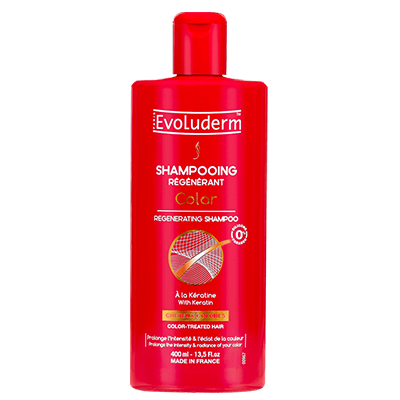 PARIS
Evoluderm
SHAMPOOING
RÉGÉNÉRANT
Color
REGENERATING SHAMPOO
0%
À la Kératine
With Keratin
COLOR-TREATED HAIR
Prolonge l'intensité & l'éclat de la couleur
Prolongs the intensity & radiance of your color
400 ml - 13,5 fl.oz
MADE IN FRANCE